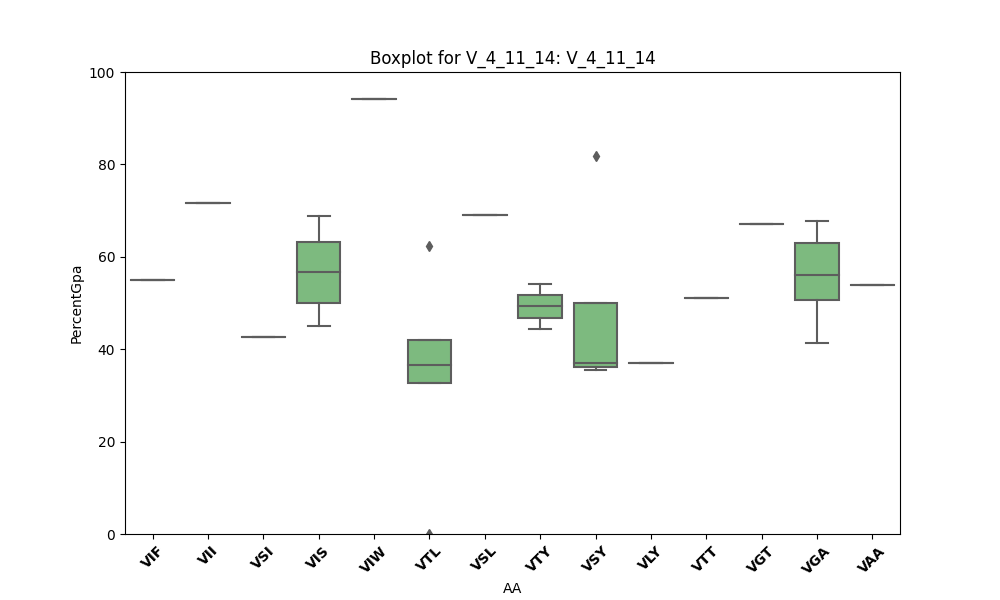 Boxplot for V_4_11_14: V_4_11_14
100
80
60
40
20
0
PercentGpa
VIF VII VSI VIS VIW VTL VSL VTY VSY VLY VTT VGT VGA VAA
AA